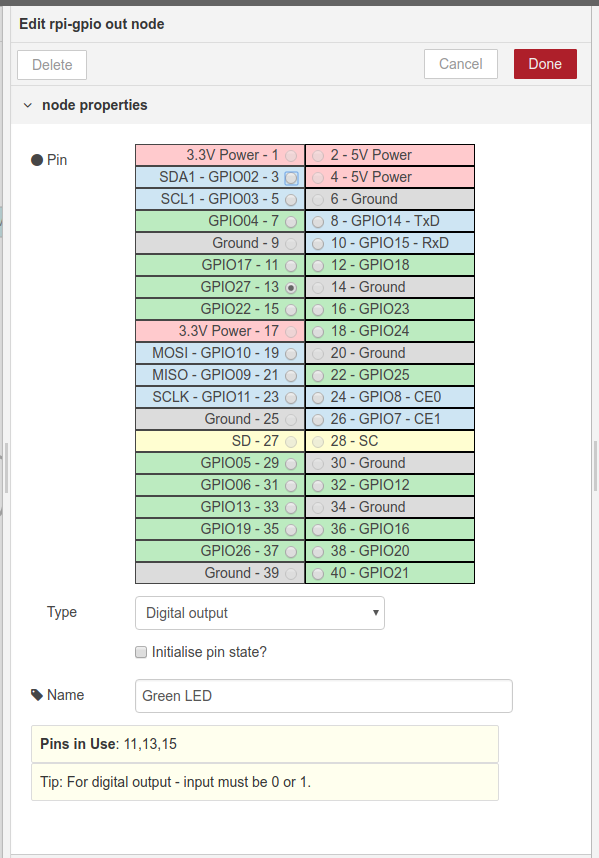 Edit rpi-gpio out node
Delete
Cancel
Done
node properties
Pin
3.3V Power - 1
2 - 5V Power
SDA1 - GPIO02 - 3
4 - 5V Power
SCL1 - GPIO03 - 5
6 - Ground
GPIO04 - 7
8 - GPIO14 - TxD
Ground - 9
10 - GPIO15 - RxD
GPIO17 - 11
12 - GPIO18
GPIO27 - 13
14 - Ground
GPIO22 - 15
16 - GPIO23
3.3V Power - 17
18 - GPIO24
MOSI - GPIO10 - 19
20 - Ground
MISO - GPIO09 - 21
22 - GPIO25
SCLK - GPIO11 - 23
24 - GPIO8 - CE0
Ground - 25
26 - GPIO7 - CE1
SD - 27
28 - SC
GPIO05 - 29
30 - Ground
GPIO06 - 31
32 - GPIO12
GPIO13 - 33
34 - Ground
GPIO19 - 35
36 - GPIO16
GPIO26 - 37
38 - GPIO20
Ground - 39
40 - GPIO21
Type
Digital output
Initialise pin state?
Name
Green LED
Pins in Use: 11,13,15
Tip: For digital output - input must be 0 or 1.